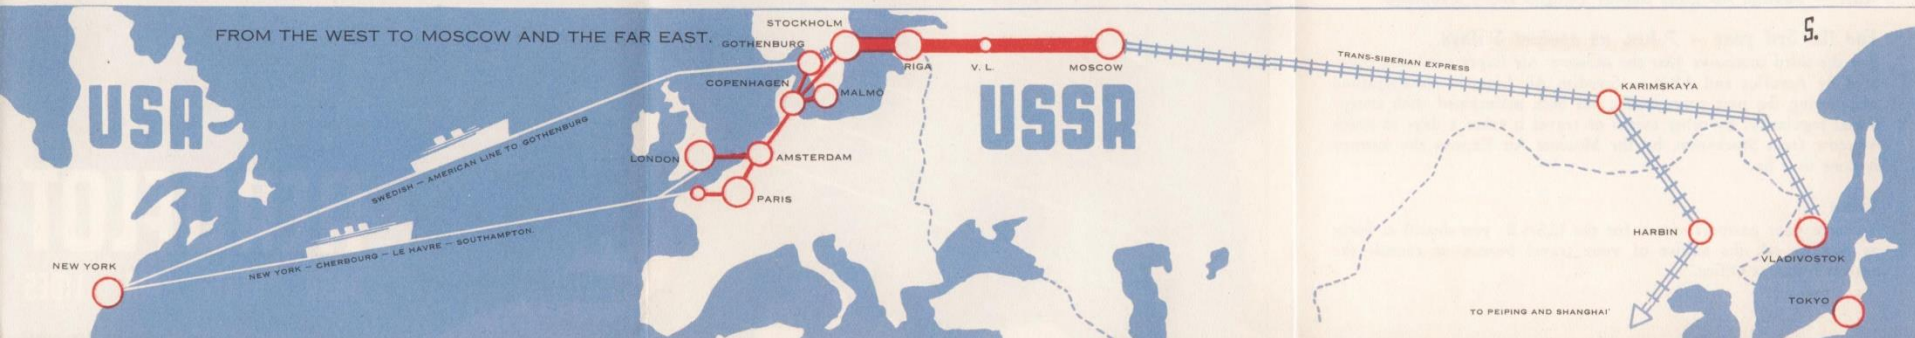 S.
FROM THE WEST TO MOSCOW AND THE FAR EAST.
STOCKHOLM
GOTHENBURG
RIGA
V. L.
MOSCOW
TRANS-SIBERIAN EXPRESS
KARIMSKAYA
COPENHAGEN
MALMÖ
USA
USSR
SWEDISH — AMERICAN LINE TO GOTHENBURG
LONDON
AMSTERDAM
PARIS
NEW YORK — CHERBOURG — LE HAVRE — SOUTHAMPTON.
NEW YORK
HARBIN
VLADIVOSTOK
TOKYO
TO PEIPING AND SHANGHAI